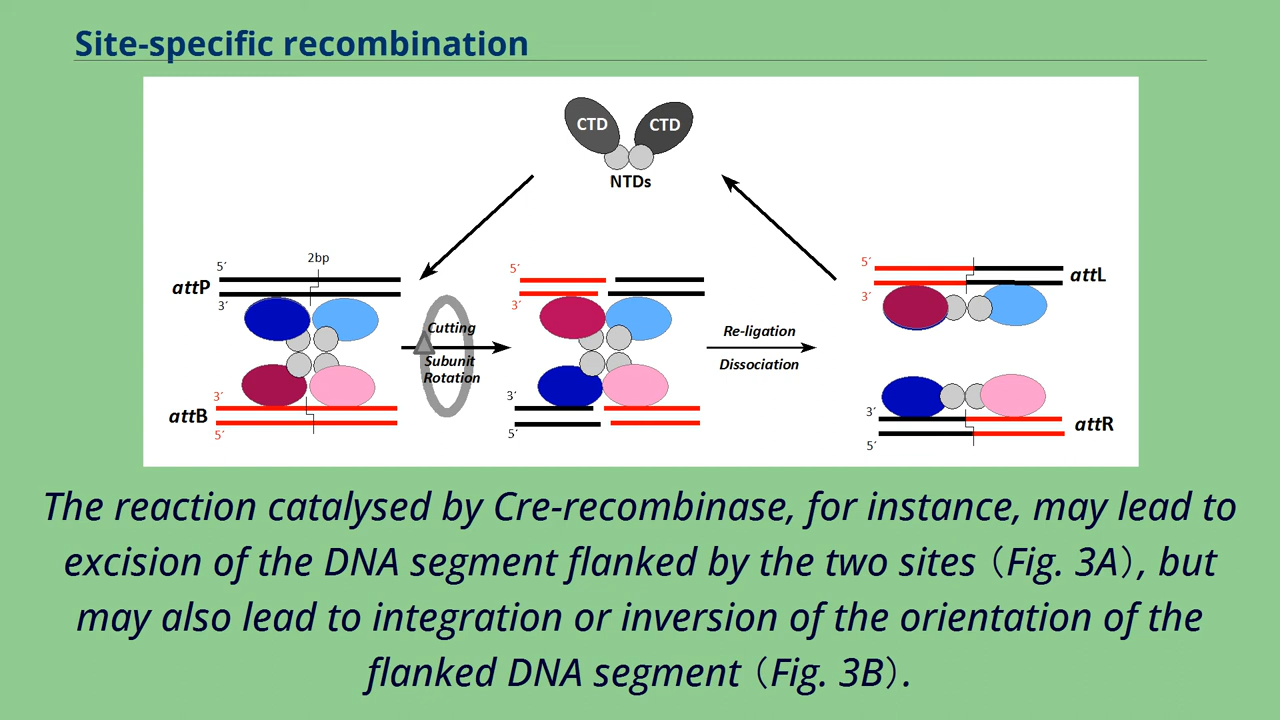 Site-specific recombination
CTD CTD
NTDs
2bp
5´
attP
3´
3´
attB
5´
Cutting
Subunit
Rotation
5´
3´
3´
5´
Re-ligation
Dissociation
5´
attL
3´
3´
attR
5´
The reaction catalysed by Cre-recombinase, for instance, may lead to
excision of the DNA segment flanked by the two sites (Fig. 3A), but
may also lead to integration or inversion of the orientation of the
flanked DNA segment (Fig. 3B).